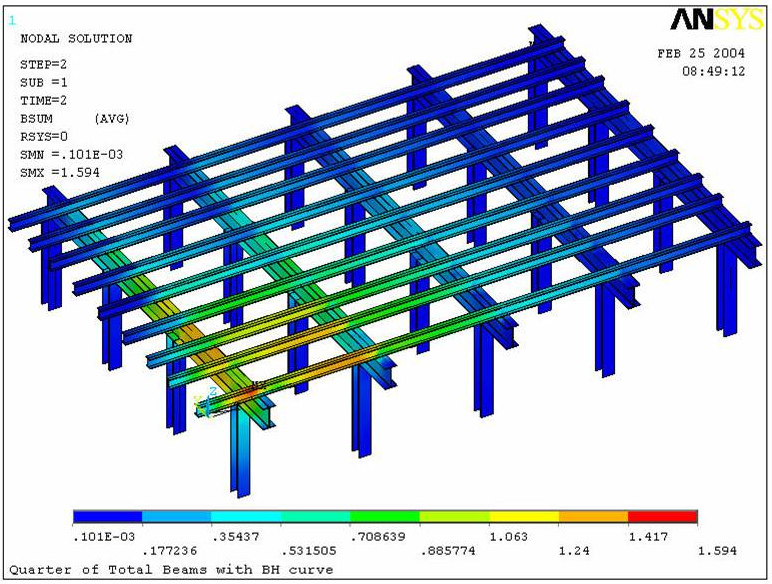 1
ANSYS
NODAL SOLUTION
FEB 25 2004
08:49:12
STEP=2
SUB =1
TIME=2
BSUM (AVG)
RSYS=0
SMN =.101E-03
SMX =1.594
MX
Z
.101E-03 .35437 .708639 1.063 1.417
.177236 .531505 .885774 1.24 1.594
Quarter of Total Beams with BH curve